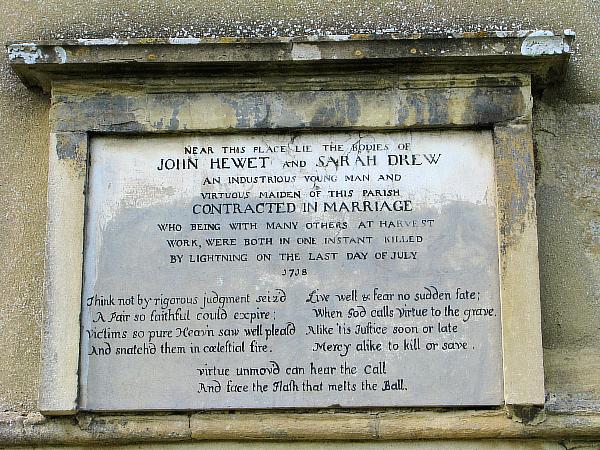 NEAR THIS PLACE LIE THE BODIES OF
JOHN HEWET AND SARAH DREW
AN INDUSTRIOUS YOUNG MAN AND
VIRTUOUS MAIDEN OF THIS PARISH
CONTRACTED IN MARRIAGE
WHO BEING WITH MANY OTHERS AT HARVEST
WORK, WERE BOTH IN ONE INSTANT KILLED
BY LIGHTNING ON THE LAST DAY OF JULY
1718
Think not by rigorous judgment seiz'd
A Pair so faithful could expire;
Victims so pure Heav'n saw well pleas'd
And snatch'd them in cœlestial fire.
Live well & fear no sudden fate;
When God calls Virtue to the grave,
Alike 'tis Justice soon or late
Mercy alike to kill or save.
virtue unmov'd can hear the Call
And face the Flash that melts the Ball.